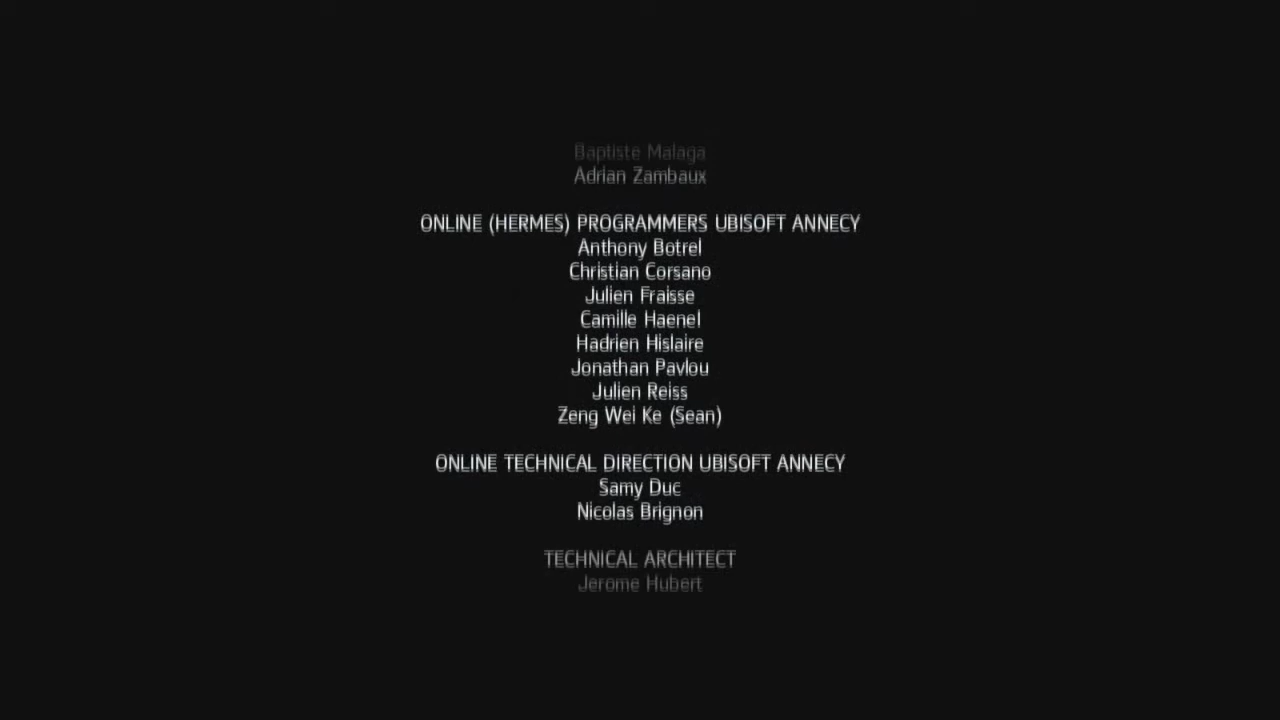 Baptiste Malaga
Adrian Zambaux
ONLINE (HERMES) PROGRAMMERS UBISOFT ANNECY
Anthony Botrel
Christian Corsano
Julien Fraisse
Camille Haenel
Hadrien Hislaire
Jonathan Pavlou
Julien Reiss
Zeng Wei Ke (Sean)
ONLINE TECHNICAL DIRECTION UBISOFT ANNECY
Samy Duc
Nicolas Brignon
TECHNICAL ARCHITECT
Jerome Hubert